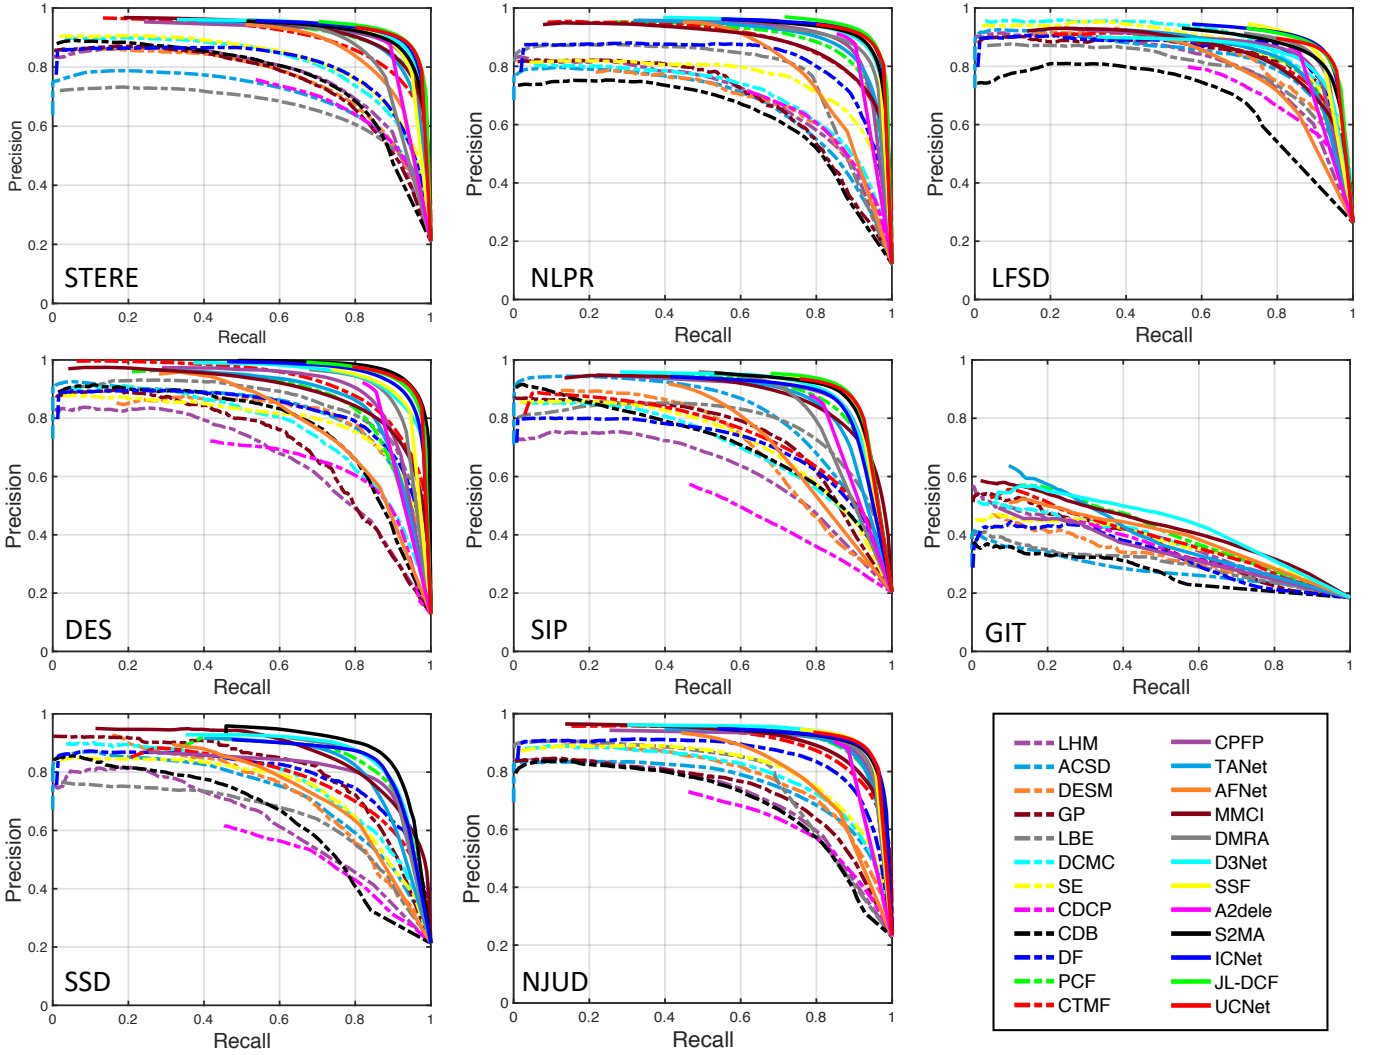 1
0.8
0.6
0.4
0.2
0
Precision
STERE
0 0.2 0.4 0.6 0.8 1
Recall
1
0.8
0.6
0.4
0.2
0
Precision
NLPR
0 0.2 0.4 0.6 0.8 1
Recall
1
0.8
0.6
0.4
0.2
0
Precision
LFSD
0 0.2 0.4 0.6 0.8 1
Recall
1
0.8
0.6
0.4
0.2
0
Precision
DES
0 0.2 0.4 0.6 0.8 1
Recall
1
0.8
0.6
0.4
0.2
0
Precision
SIP
0 0.2 0.4 0.6 0.8 1
Recall
1
0.8
0.6
0.4
0.2
0
Precision
GIT
0 0.2 0.4 0.6 0.8 1
Recall
1
0.8
0.6
0.4
0.2
0
Precision
SSD
0 0.2 0.4 0.6 0.8 1
Recall
1
0.8
0.6
0.4
0.2
0
Precision
NJUD
0 0.2 0.4 0.6 0.8 1
Recall
LHM CPFP
ACSD TANet
DESM AFNet
GP MMCI
LBE DMRA
DCMC D3Net
SE SSF
CDCP A2dele
CDB S2MA
DF ICNet
PCF JL-DCF
CTMF UCNet